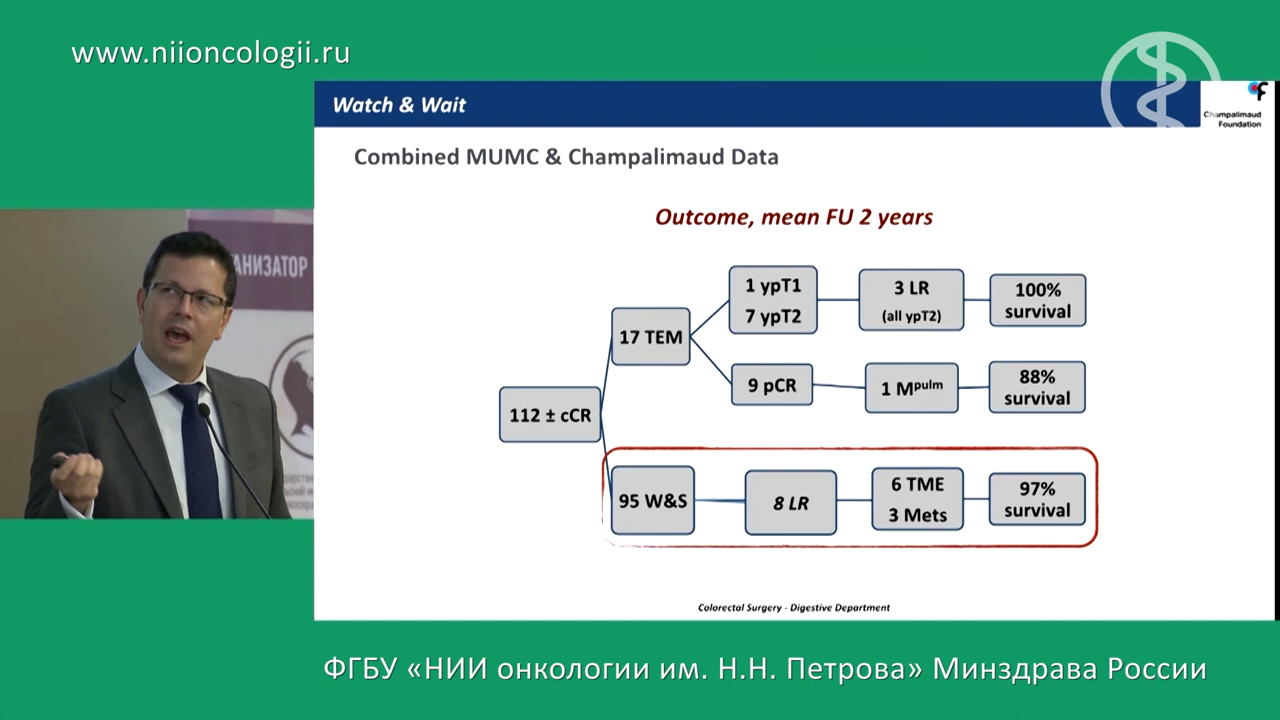 www.niioncologii.ru
Watch & Wait
Champalimaud
Foundation
Combined MUMC & Champalimaud Data
Outcome, mean FU 2 years
112 ± cCR
17 TEM
1 ypT1
7 ypT2
3 LR
(all ypT2)
100%
survival
9 pCR
1 Mpulm
88%
survival
95 W&S
8 LR
6 TME
3 Mets
97%
survival
Colorectal Surgery - Digestive Department
АНИЗАТОР
ФГБУ «НИИ онкологии им. Н.Н. Петрова» Минздрава России